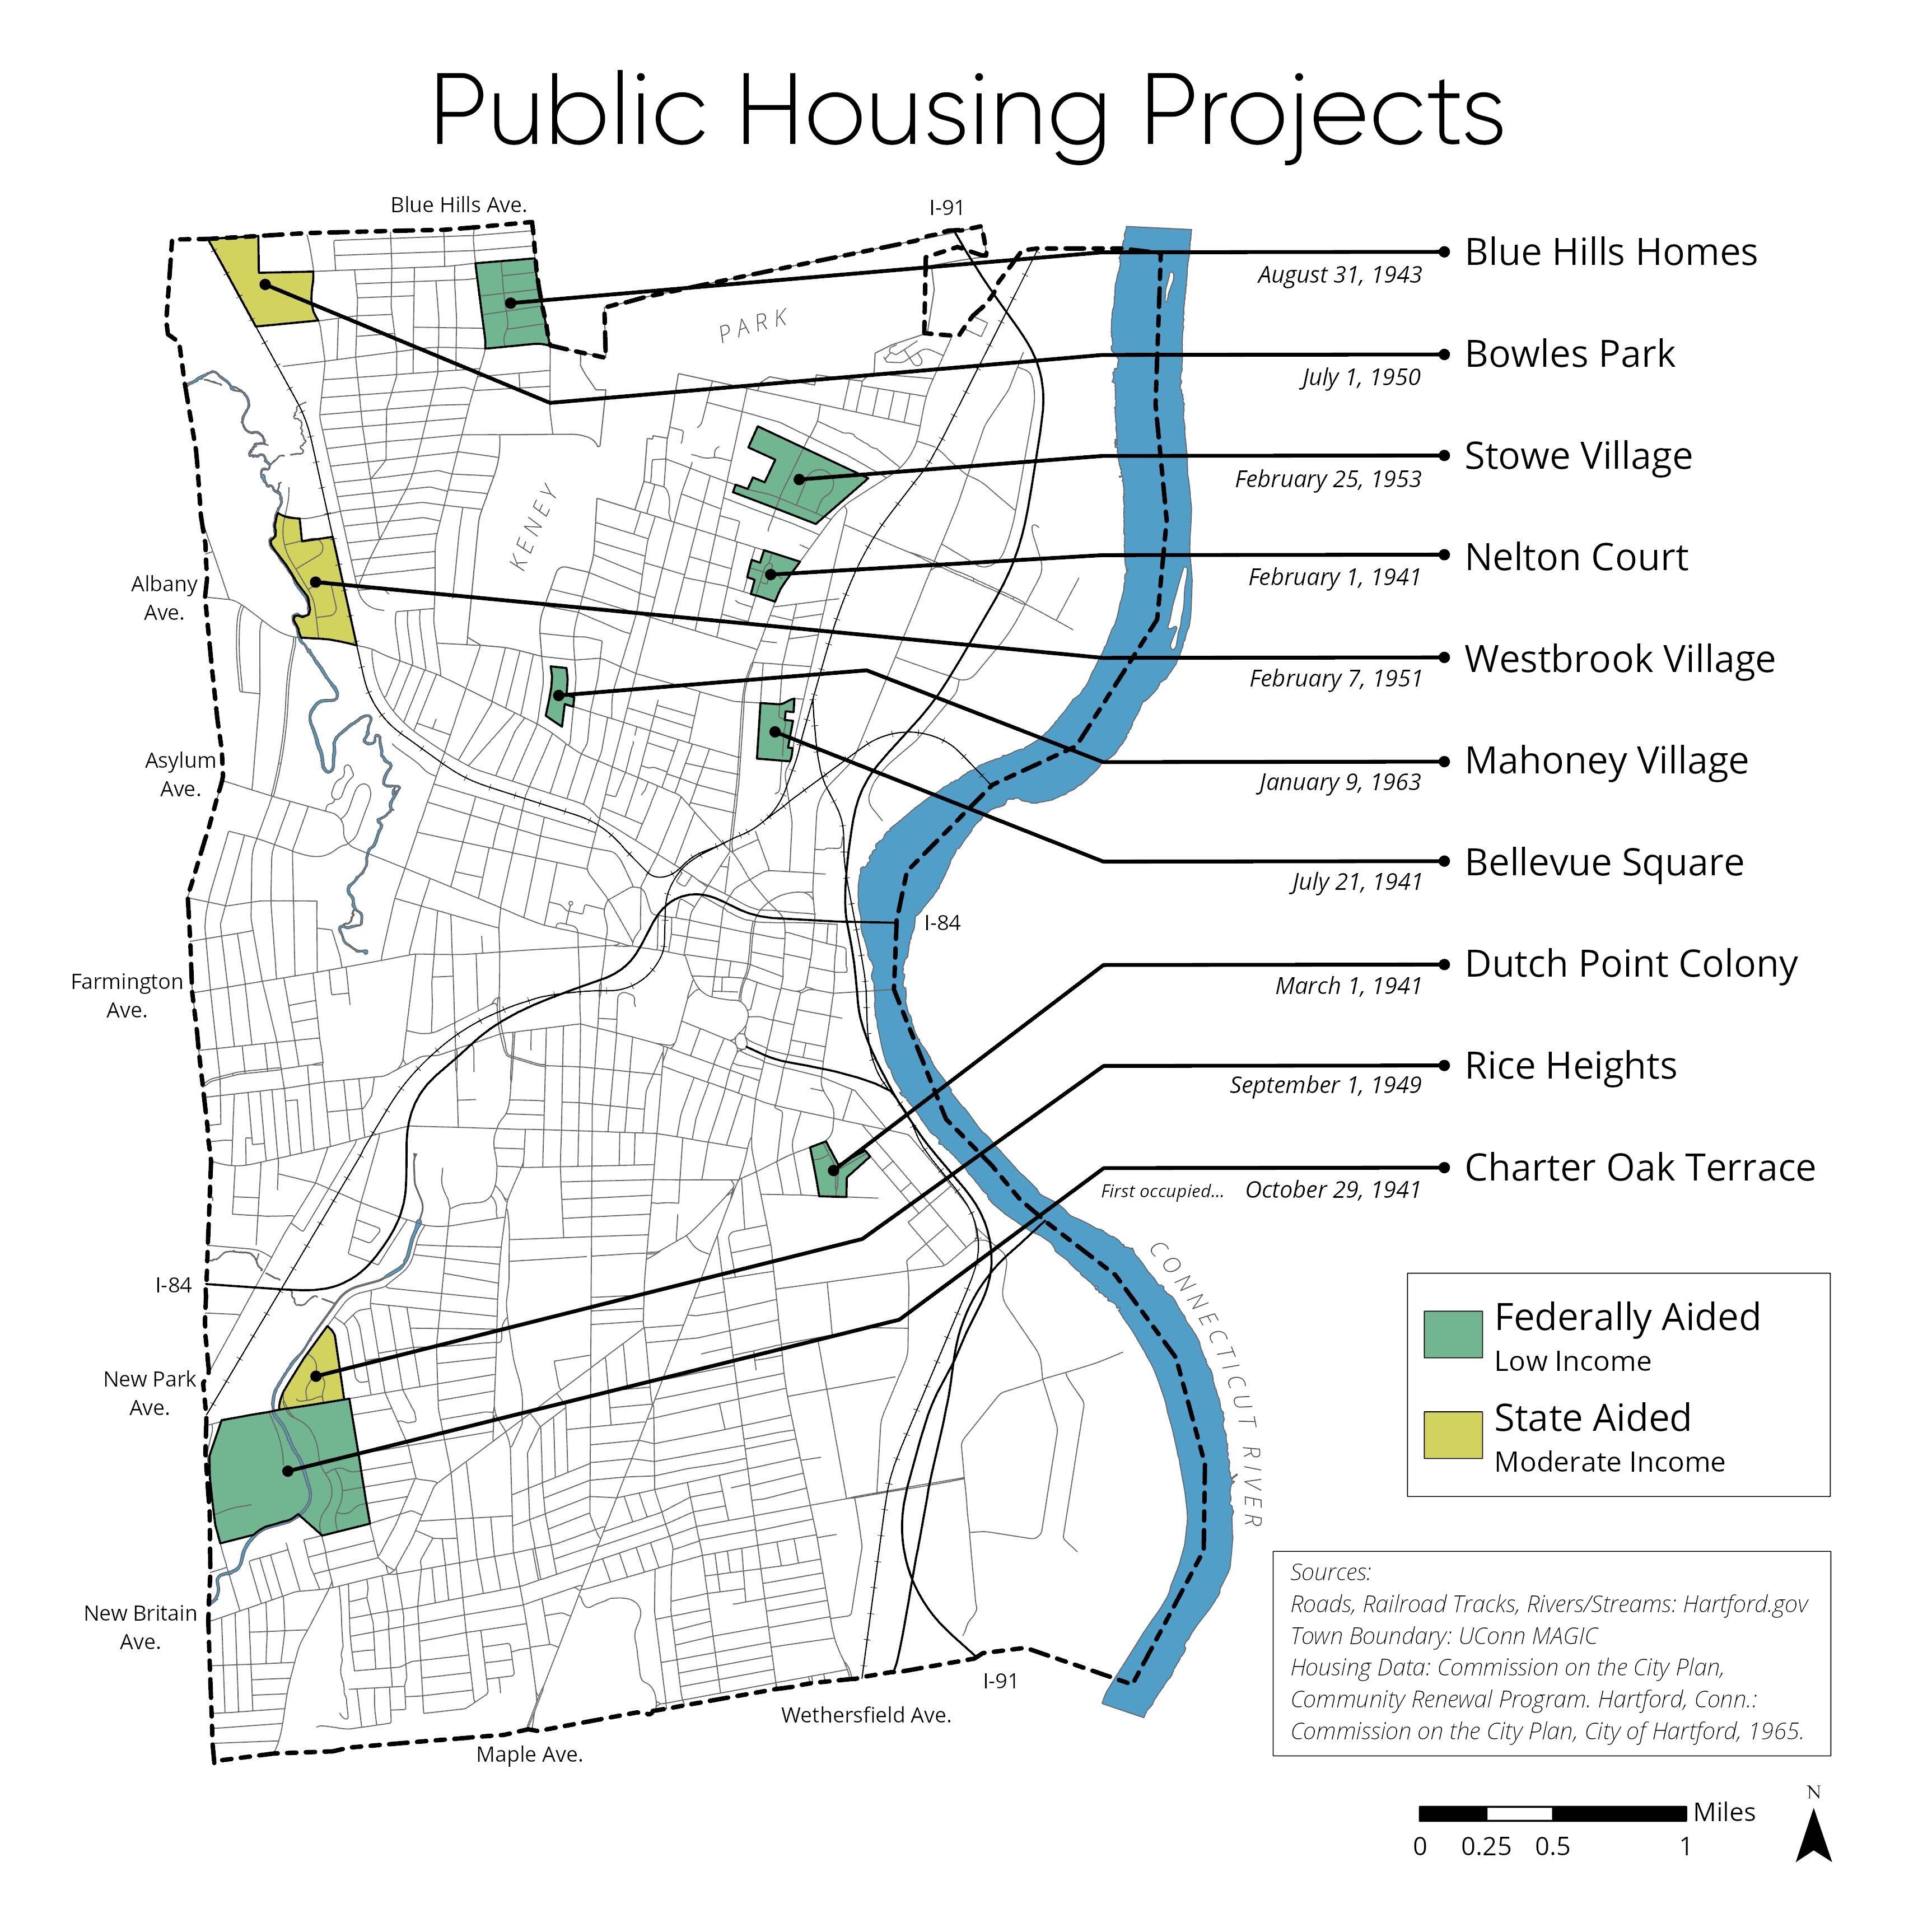 Public Housing Projects
Blue Hills Ave.
I-91
Blue Hills Homes
August 31, 1943
PARK
Bowles Park
July 1, 1950
Stowe Village
February 25, 1953
KENEY
Nelton Court
February 1, 1941
Albany
Ave.
Westbrook Village
February 7, 1951
Asylum
Ave.
Mahoney Village
January 9, 1963
Bellevue Square
July 21, 1941
I-84
Farmington
Ave.
Dutch Point Colony
March 1, 1941
Rice Heights
September 1, 1949
Charter Oak Terrace
First occupied... October 29, 1941
I-84
CONNECTICUT RIVER
New Park
Ave.
Federally Aided
Low Income
State Aided
Moderate Income
New Britain
Ave.
I-91
Wethersfield Ave.
Maple Ave.
Sources:
Roads, Railroad Tracks, Rivers/Streams: Hartford.gov
Town Boundary: UConn MAGIC
Housing Data: Commission on the City Plan,
Community Renewal Program. Hartford, Conn.:
Commission on the City Plan, City of Hartford, 1965.
N
Miles
0 0.25 0.5 1